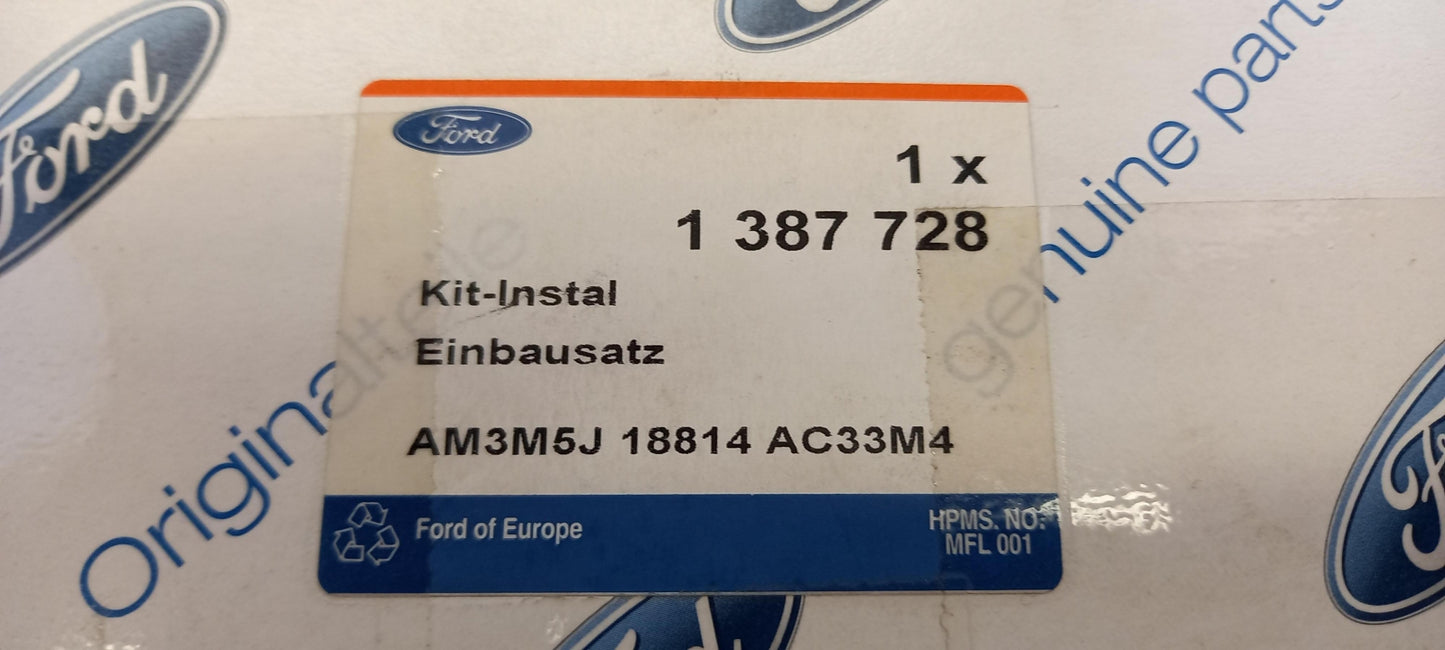 Ford
Ford
1 x
1 387 728
Kit-Instal
Einbausatz
AM3M5J 18814 AC33M4
Ford of Europe
HPMS. NO:
MFL 001
Originalteile
genuine parts